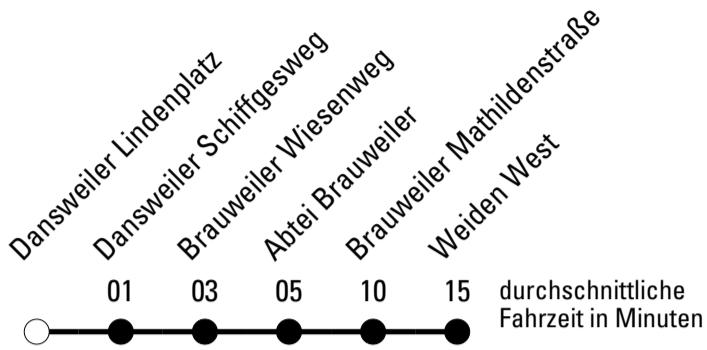 Dansweiler Lindenplatz
Dansweiler Schiffgesweg
Brauweiler Wiesenweg
Abtei Brauweiler
Brauweiler Mathildenstraße
Weiden West
01 03 05 10 15
durchschnittliche
Fahrzeit in Minuten